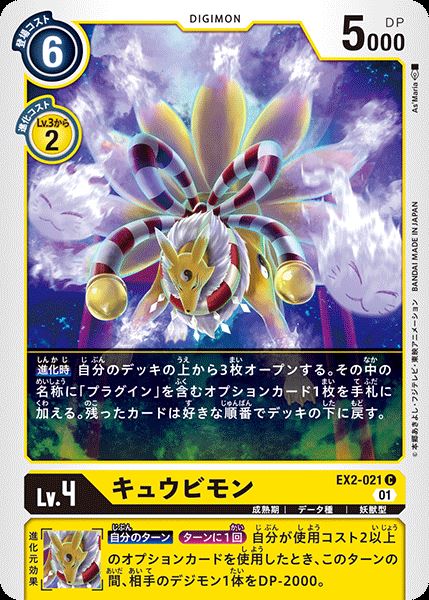 登場コスト
6
DIGIMON
DP
5000
進化コスト
Lv.3から
2
As'Maria
BANDAI MADE IN JAPAN
© 本郷あきよし・フジテレビ・東映アニメーション
進化時 自分のデッキの上から3枚オープンする。その中の
名称に「プラグイン」を含むオプションカード1枚を手札に
加える。残ったカードは好きな順番でデッキの下に戻す。
EX2-021 C
01
Lv.4
キュウビモン
成熟期
データ種
妖獣型
進化元効果
自分のターン ターンに1回 自分が使用コスト2以上
のオプションカードを使用したとき、このターンの
間、相手のデジモン1体をDP-2000。